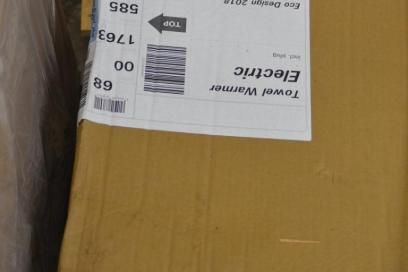 Towel Warmer
Electric
incl. plug
Eco Design 2018
TOP
68
00
1763
585